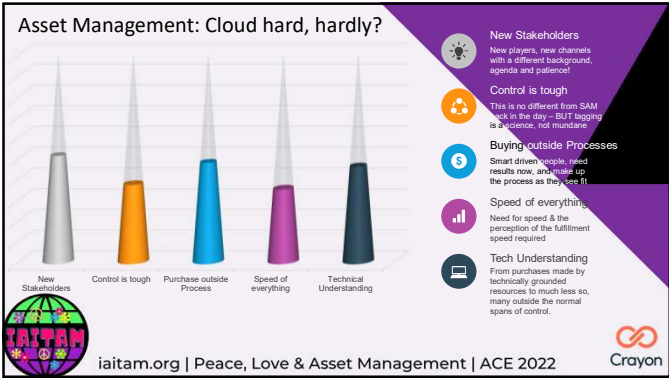 Asset Management: Cloud hard, hardly?
New
Stakeholders
Control is tough
Purchase outside
Process
Speed of
everything
Technical
Understanding
New Stakeholders
New players, new channels
with a different background,
agenda and patience!
Control is tough
This is no different from SAM
back in the day – BUT tagging
is a science, not mundane
Buying outside Processes
$
Smart driven people, need
results now, and make up
the process as they see fit
Speed of everything
Need for speed & the
perception of the fulfillment
speed required
Tech Understanding
From purchases made by
technically grounded
resources to much less so,
many outside the normal
spans of control.
IAITAM
iaitam.org | Peace, Love & Asset Management | ACE 2022
Crayon